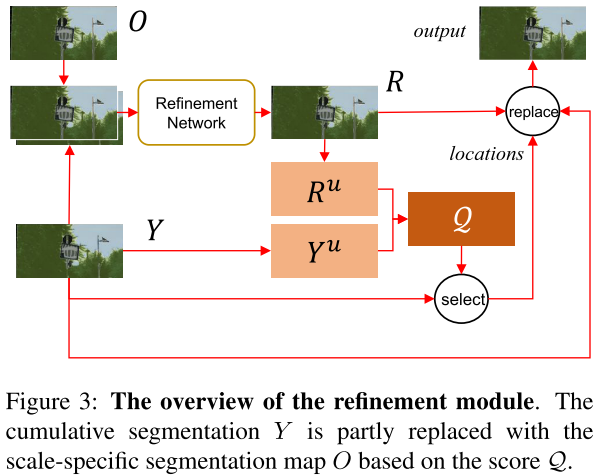 O
output
Refinement
Network
R
replace
locations
Y
R^u
Y^u
Q
select
Figure 3: The overview of the refinement module. The
cumulative segmentation Y is partly replaced with the
scale-specific segmentation map O based on the score Q.